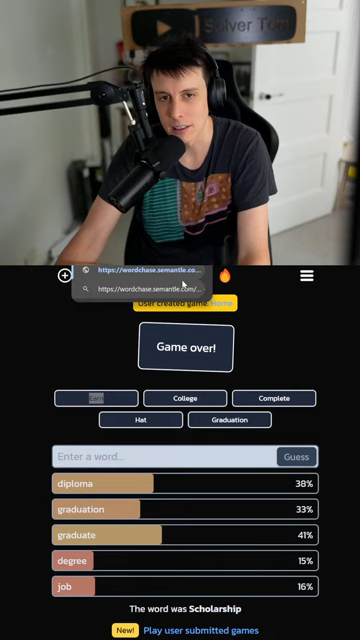 Solver Tom
https://wordchase.semantle.co...
https://wordchase.semantle.com/...
User created game. Home
Game over!
Earn
College
Complete
Hat
Graduation
Enter a word...
Guess
diploma
38%
graduation
33%
graduate
41%
degree
15%
job
16%
The word was Scholarship
New!
Play user submitted games